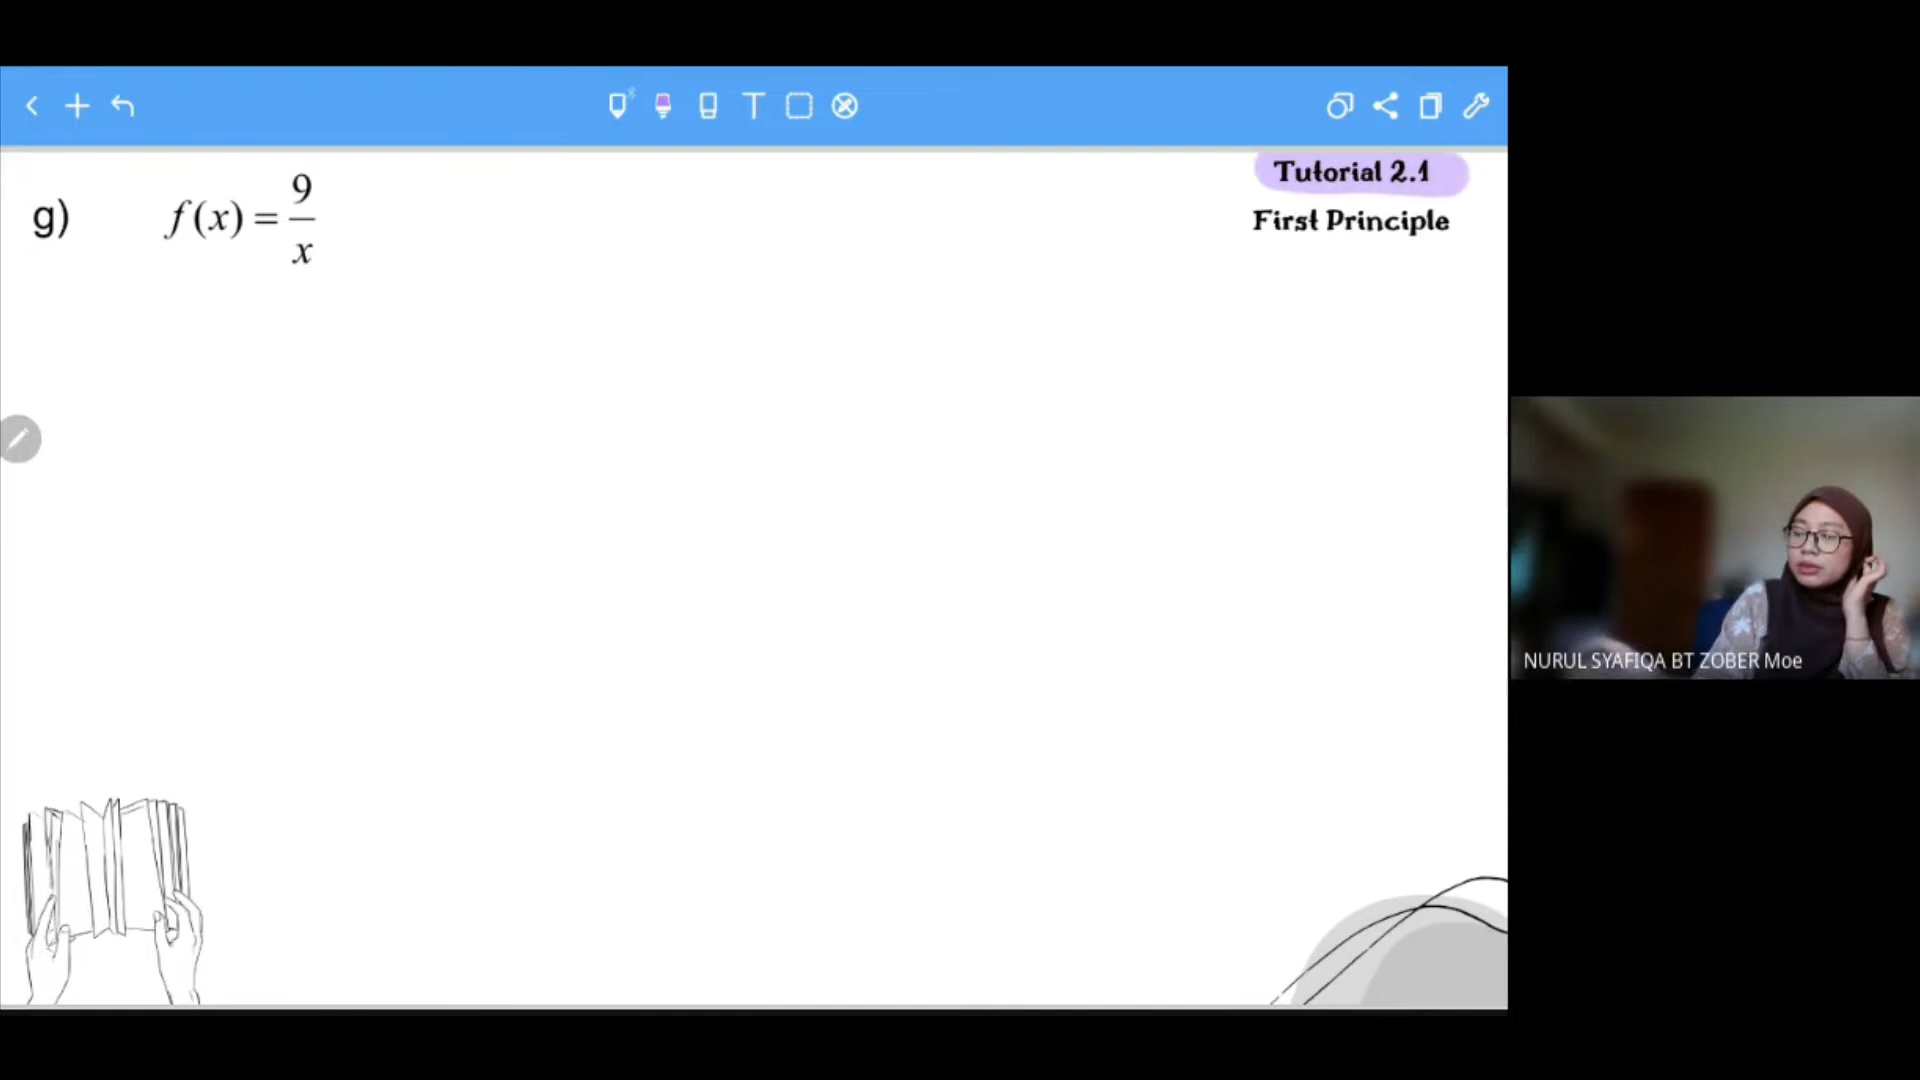 Tutorial 2.1
First Principle
g) f(x) = 9/x
NURUL SYAFIQA BT ZOBER Moe